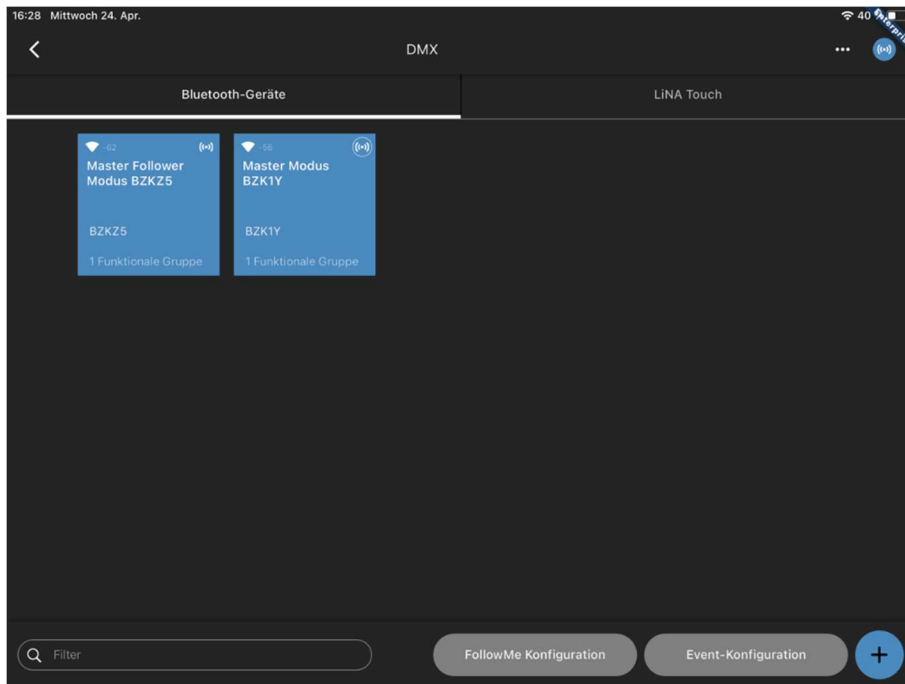 16:28 Mittwoch 24. Apr.
40
Enterpris
DMX
Bluetooth-Geräte
LiNA Touch
-62
Master Follower
Modus BZKZ5
BZKZ5
1 Funktionale Gruppe
-56
Master Modus
BZK1Y
BZK1Y
1 Funktionale Gruppe
Filter
FollowMe Konfiguration
Event-Konfiguration